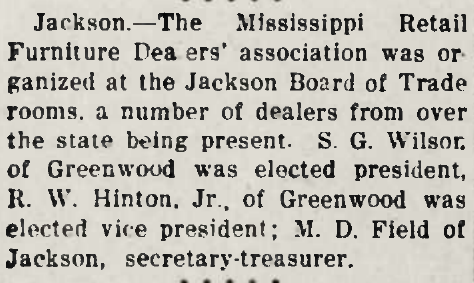 Jackson.—The Mississippi Retail
Furniture Dea ers' association was or-
ganized at the Jackson Board of Trade
rooms, a number of dealers from over
the state being present. S. G. Wilson
of Greenwood was elected president,
R. W. Hinton, Jr., of Greenwood was
elected vice president; M. D. Field of
Jackson, secretary-treasurer.